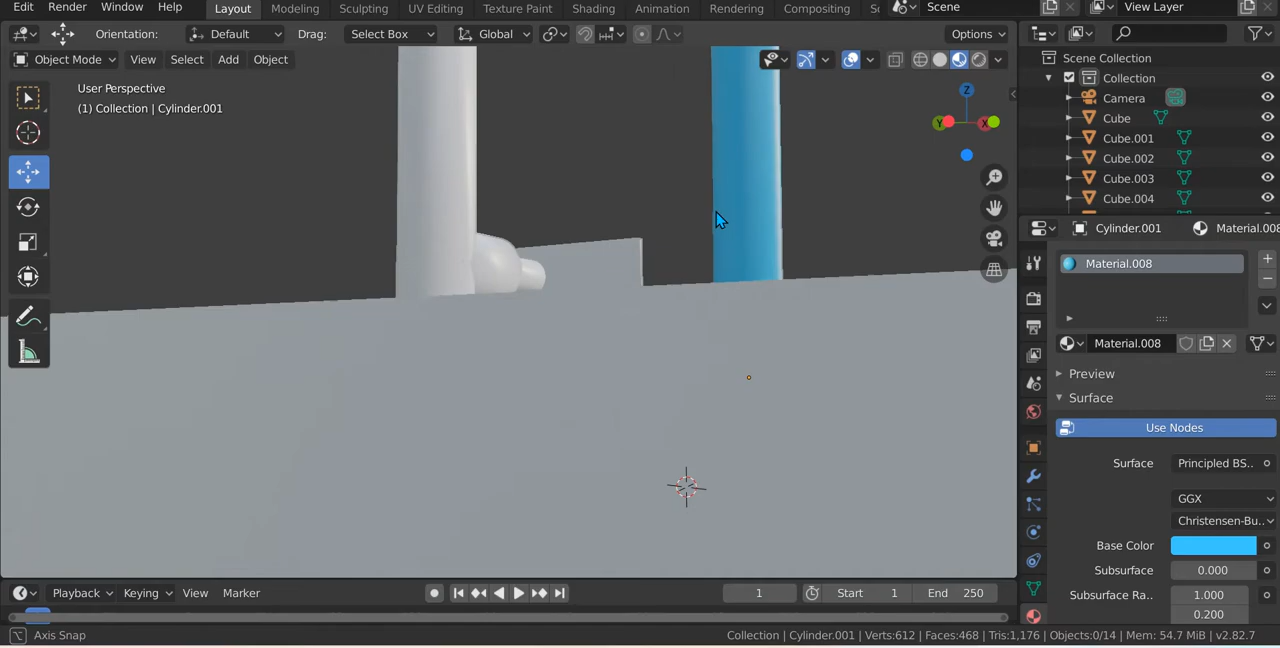 Edit Render Window Help Layout Modeling Sculpting UV Editing Texture Paint Shading Animation Rendering Compositing Sc Scene View Layer
Orientation: Default Drag: Select Box Global Options
Object Mode View Select Add Object
User Perspective
(1) Collection | Cylinder.001
Z
Y
X
Scene Collection
Collection
Camera
Cube
Cube.001
Cube.002
Cube.003
Cube.004
Cylinder.001 Material.008
Material.008
Material.008
Preview
Surface
Use Nodes
Surface Principled BS..
GGX
Christensen-Bu..
Base Color
Subsurface 0.000
Subsurface Ra.. 1.000
0.200
Playback Keying View Marker 1 Start 1 End 250
Axis Snap Collection | Cylinder.001 | Verts:612 | Faces:468 | Tris:1,176 | Objects:0/14 | Mem: 54.7 MiB | v2.82.7